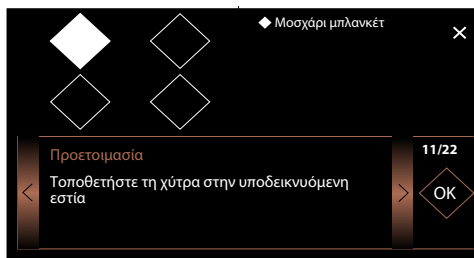 Μοσχάρι μπλανκέτ
Προετοιμασία
Τοποθετήστε τη χύτρα στην υποδεικνυόμενη
εστία
11/22
OK